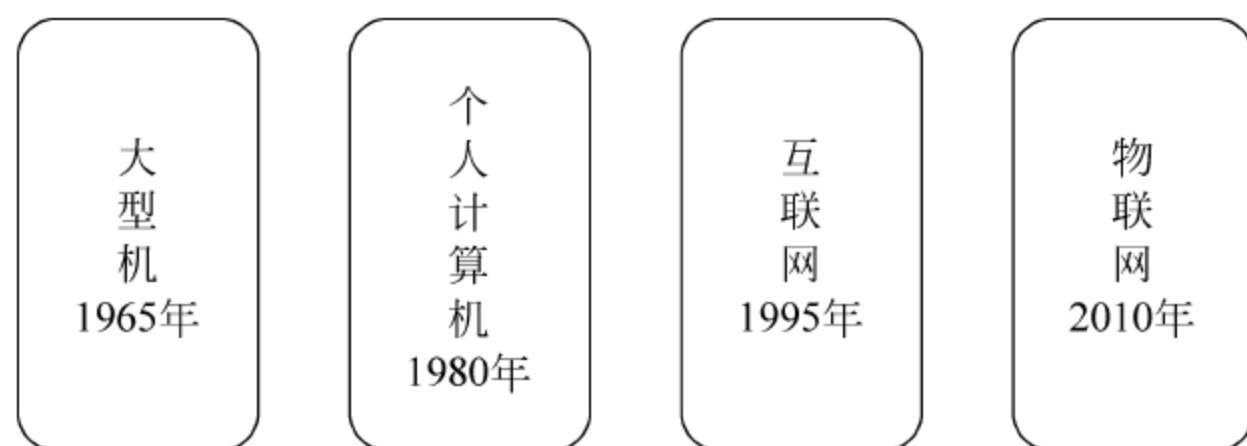 大型机
1965年
个人计算机
1980年
互联网
1995年
物联网
2010年